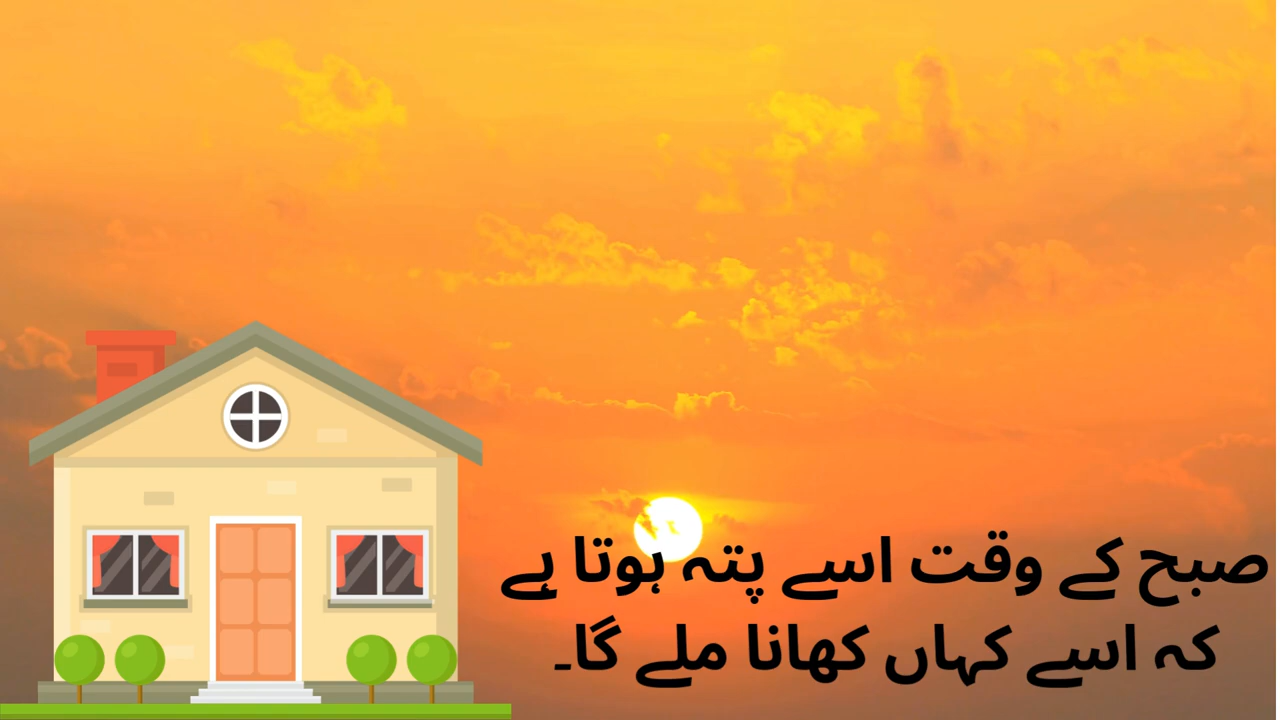 صبح کے وقت اسے پتہ ہوتا ہے
کہ اسے کہاں کھانا ملے گا۔